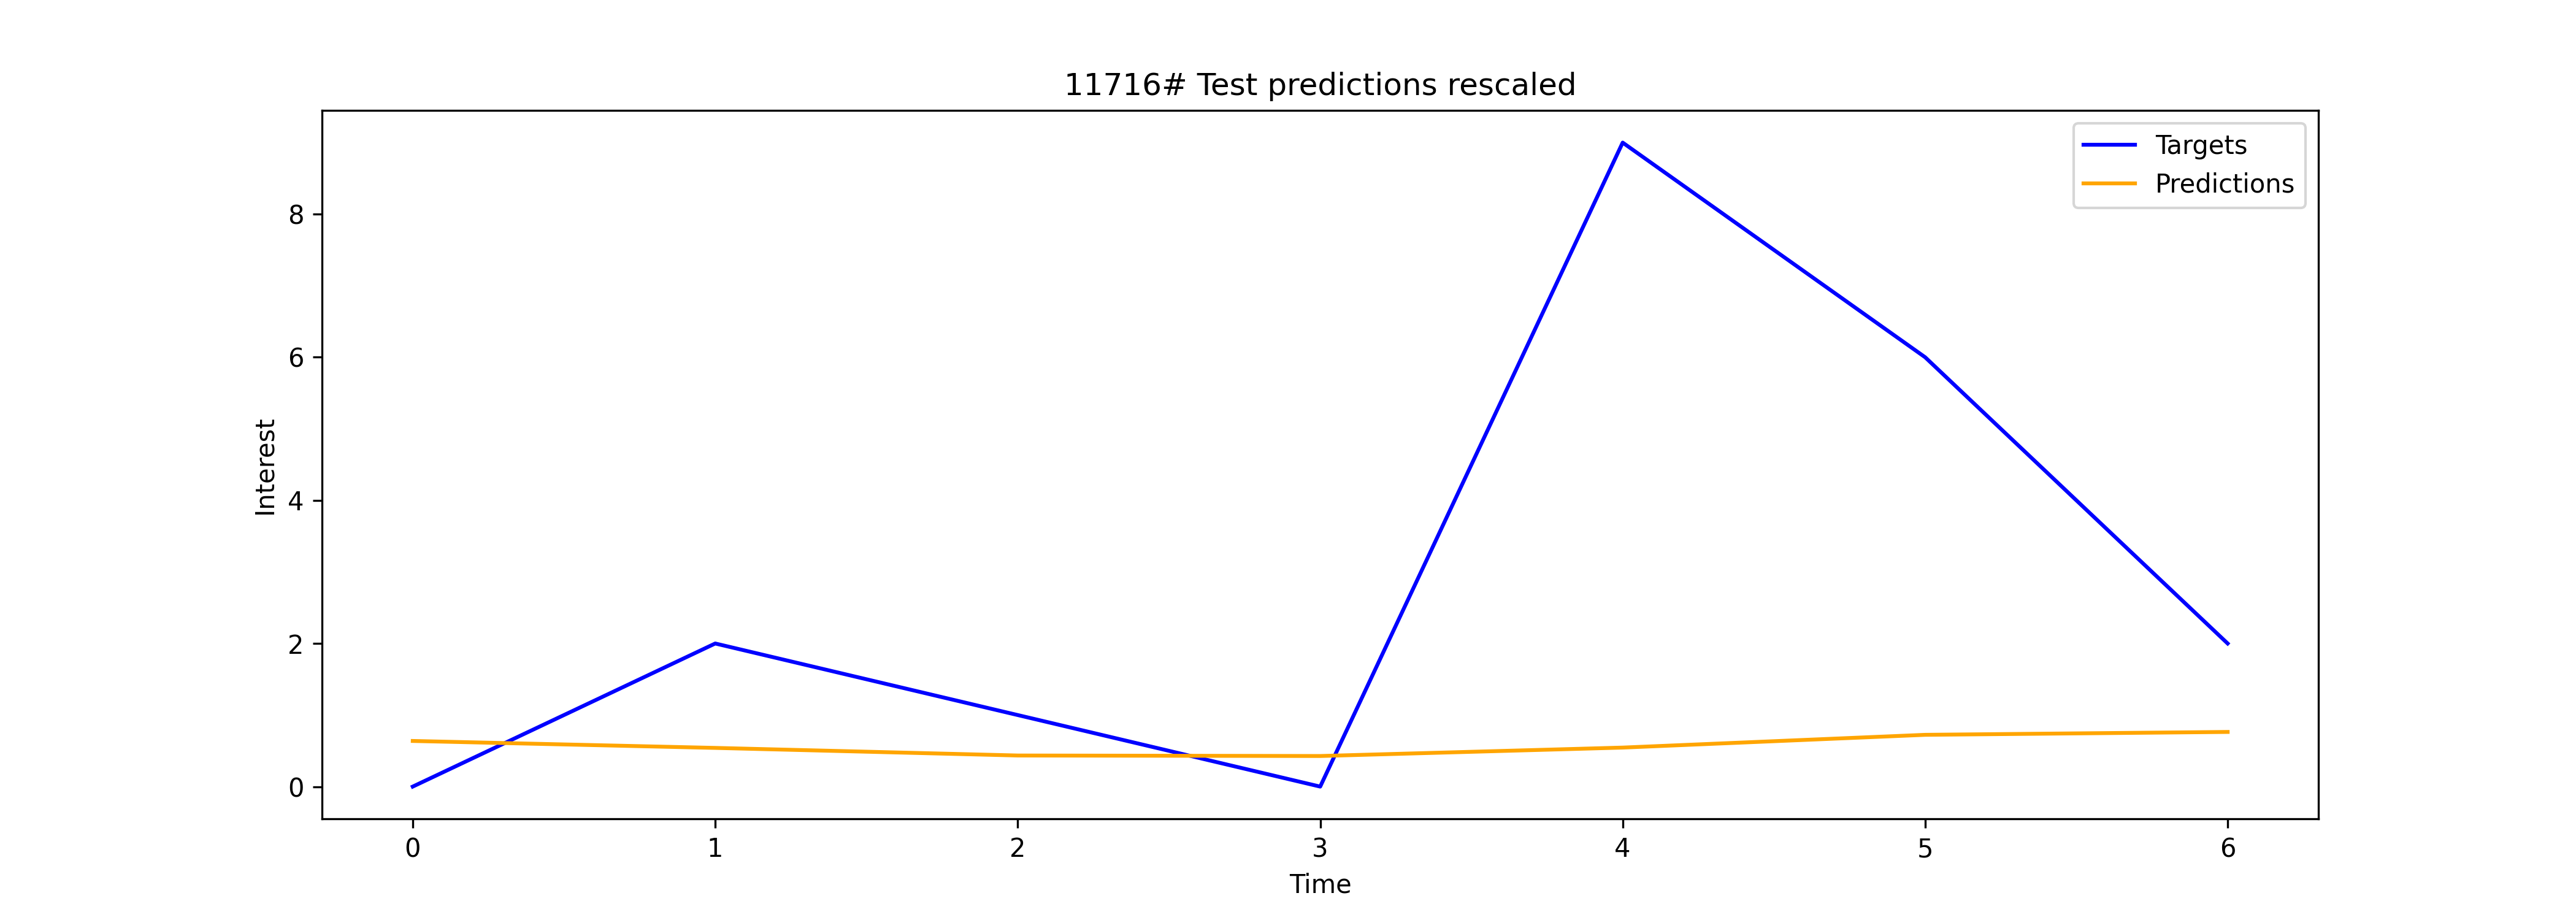 11716# Test predictions rescaled
Targets
Predictions
Interest
8
6
4
2
0
0 1 2 3 4 5 6
Time